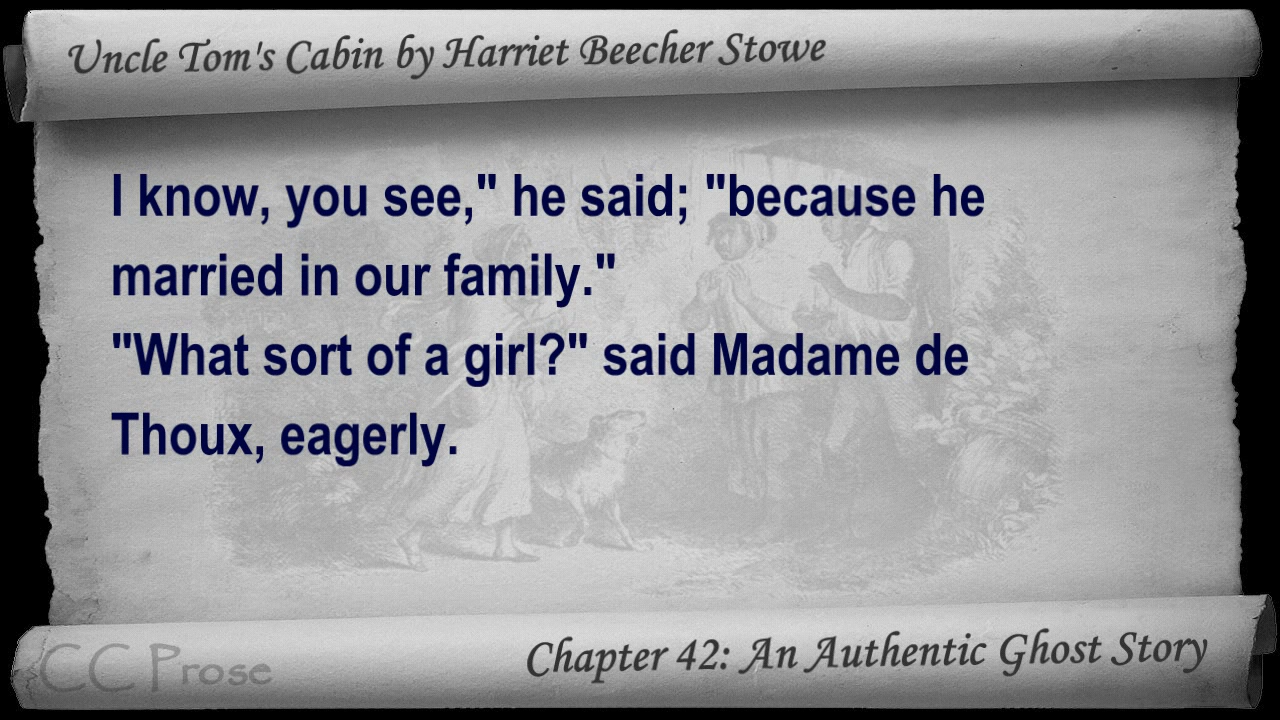 Uncle Tom's Cabin by Harriet Beecher Stowe
I know, you see," he said; "because he
married in our family."
"What sort of a girl?" said Madame de
Thoux, eagerly.
CC Prose
Chapter 42: An Authentic Ghost Story